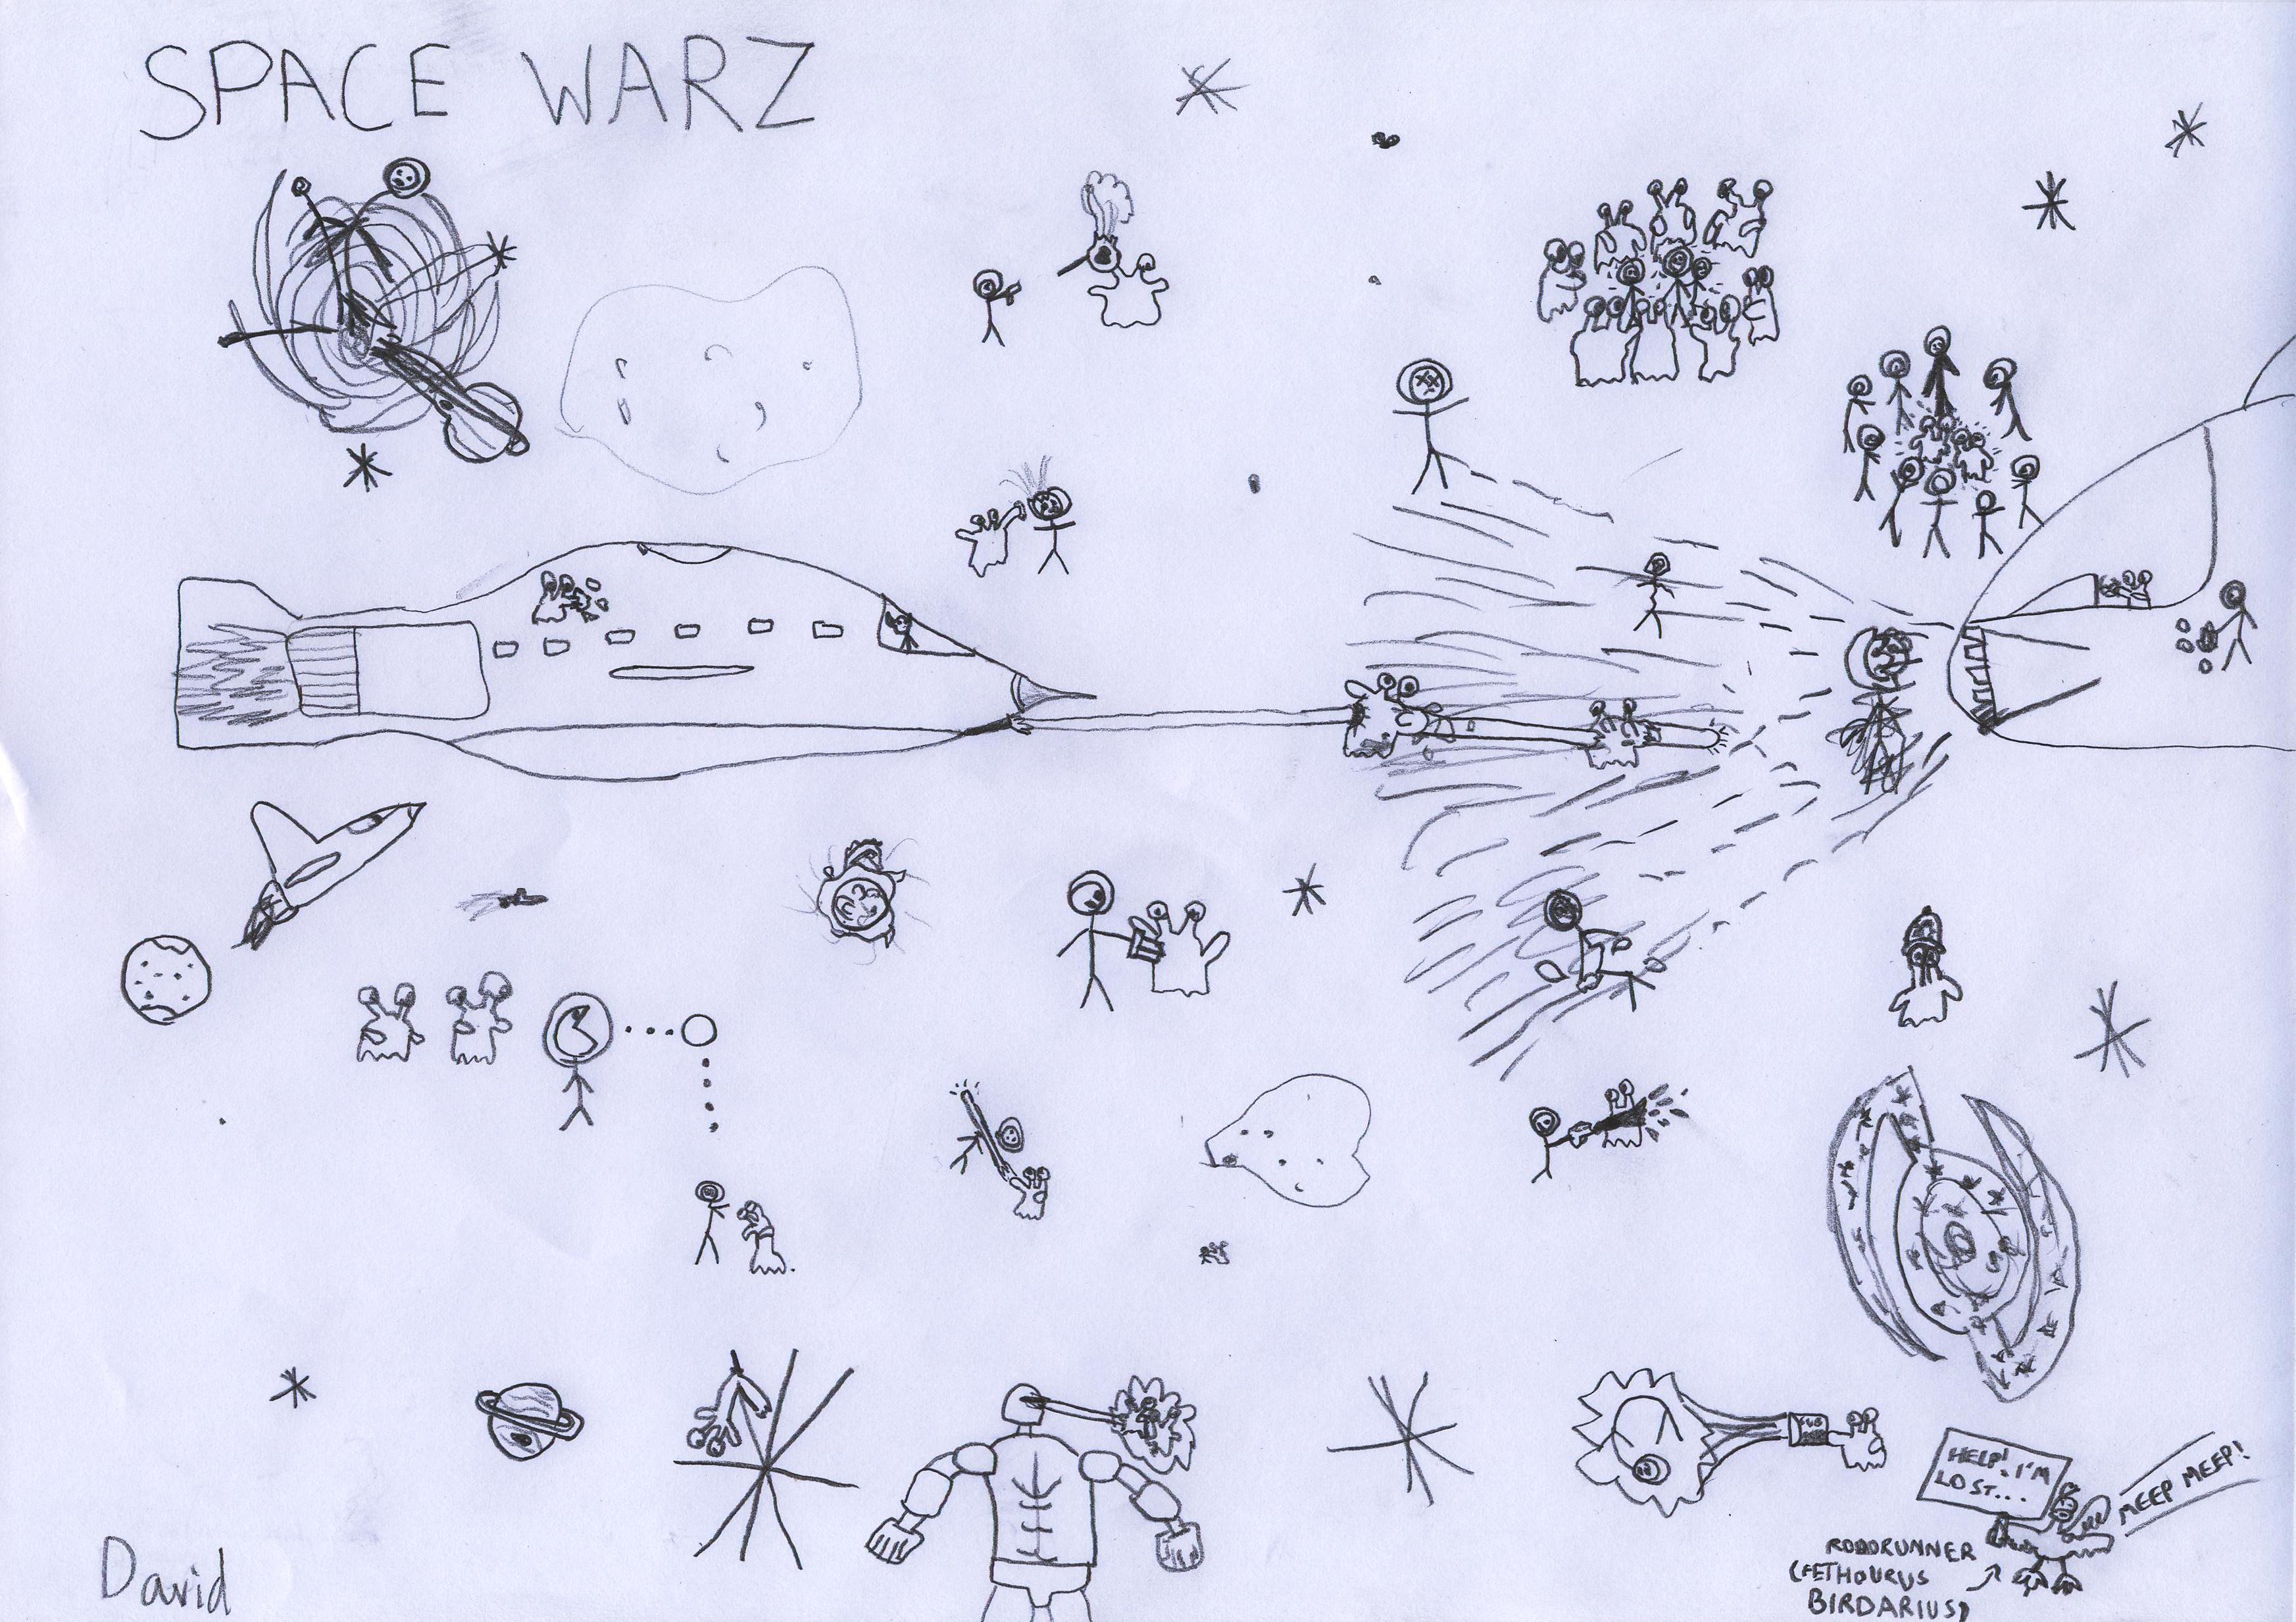 SPACE WARZ
HELP! I'M
LOST...
MEEP MEEP!
ROADRUNNER
(FETHOURUS
BIRDARIUS)
David